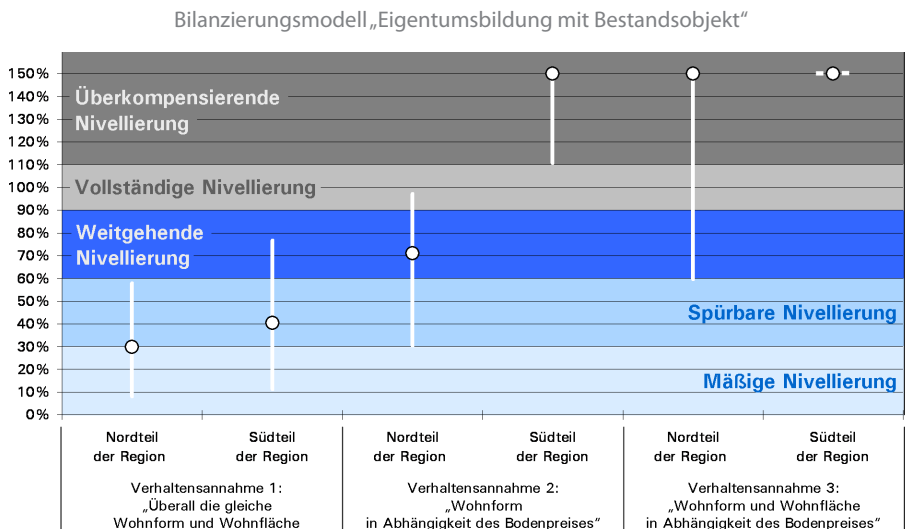 Bilanzierungsmodell „Eigentumsbildung mit Bestandsobjekt“
150%
140%
130%
120%
110%
100%
90%
80%
70%
60%
50%
40%
30%
20%
10%
0%
Überkompensierende
Nivellierung
Vollständige Nivellierung
Weitgehende
Nivellierung
Spürbare Nivellierung
Mäßige Nivellierung
Nordteil
der Region
Südteil
der Region
Nordteil
der Region
Südteil
der Region
Nordteil
der Region
Südteil
der Region
Verhaltensannahme 1:
„Überall die gleiche
Wohnform und Wohnfläche
Verhaltensannahme 2:
„Wohnform
in Abhängigkeit des Bodenpreises“
Verhaltensannahme 3:
„Wohnform und Wohnfläche
in Abhängigkeit des Bodenpreises“